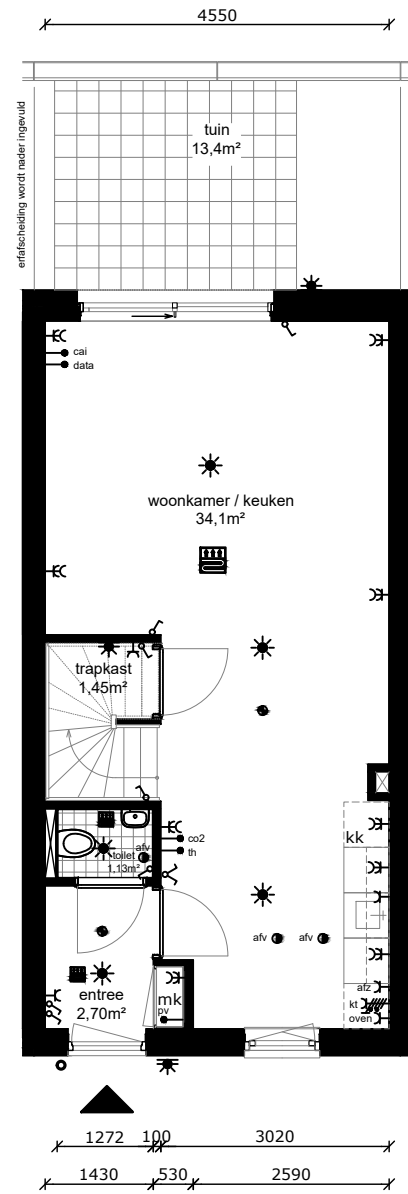 4550
erfafscheiding wordt nader ingevuld
tuin
13,4m²
cai
data
woonkamer / keuken
34,1m²
trapkast
1,45m²
co2
th
kk
afv
toilet
1,13m²
afv
afv
entree
2,70m²
mk
pv
afz
kt
oven
1272
100
3020
1430
530
2590